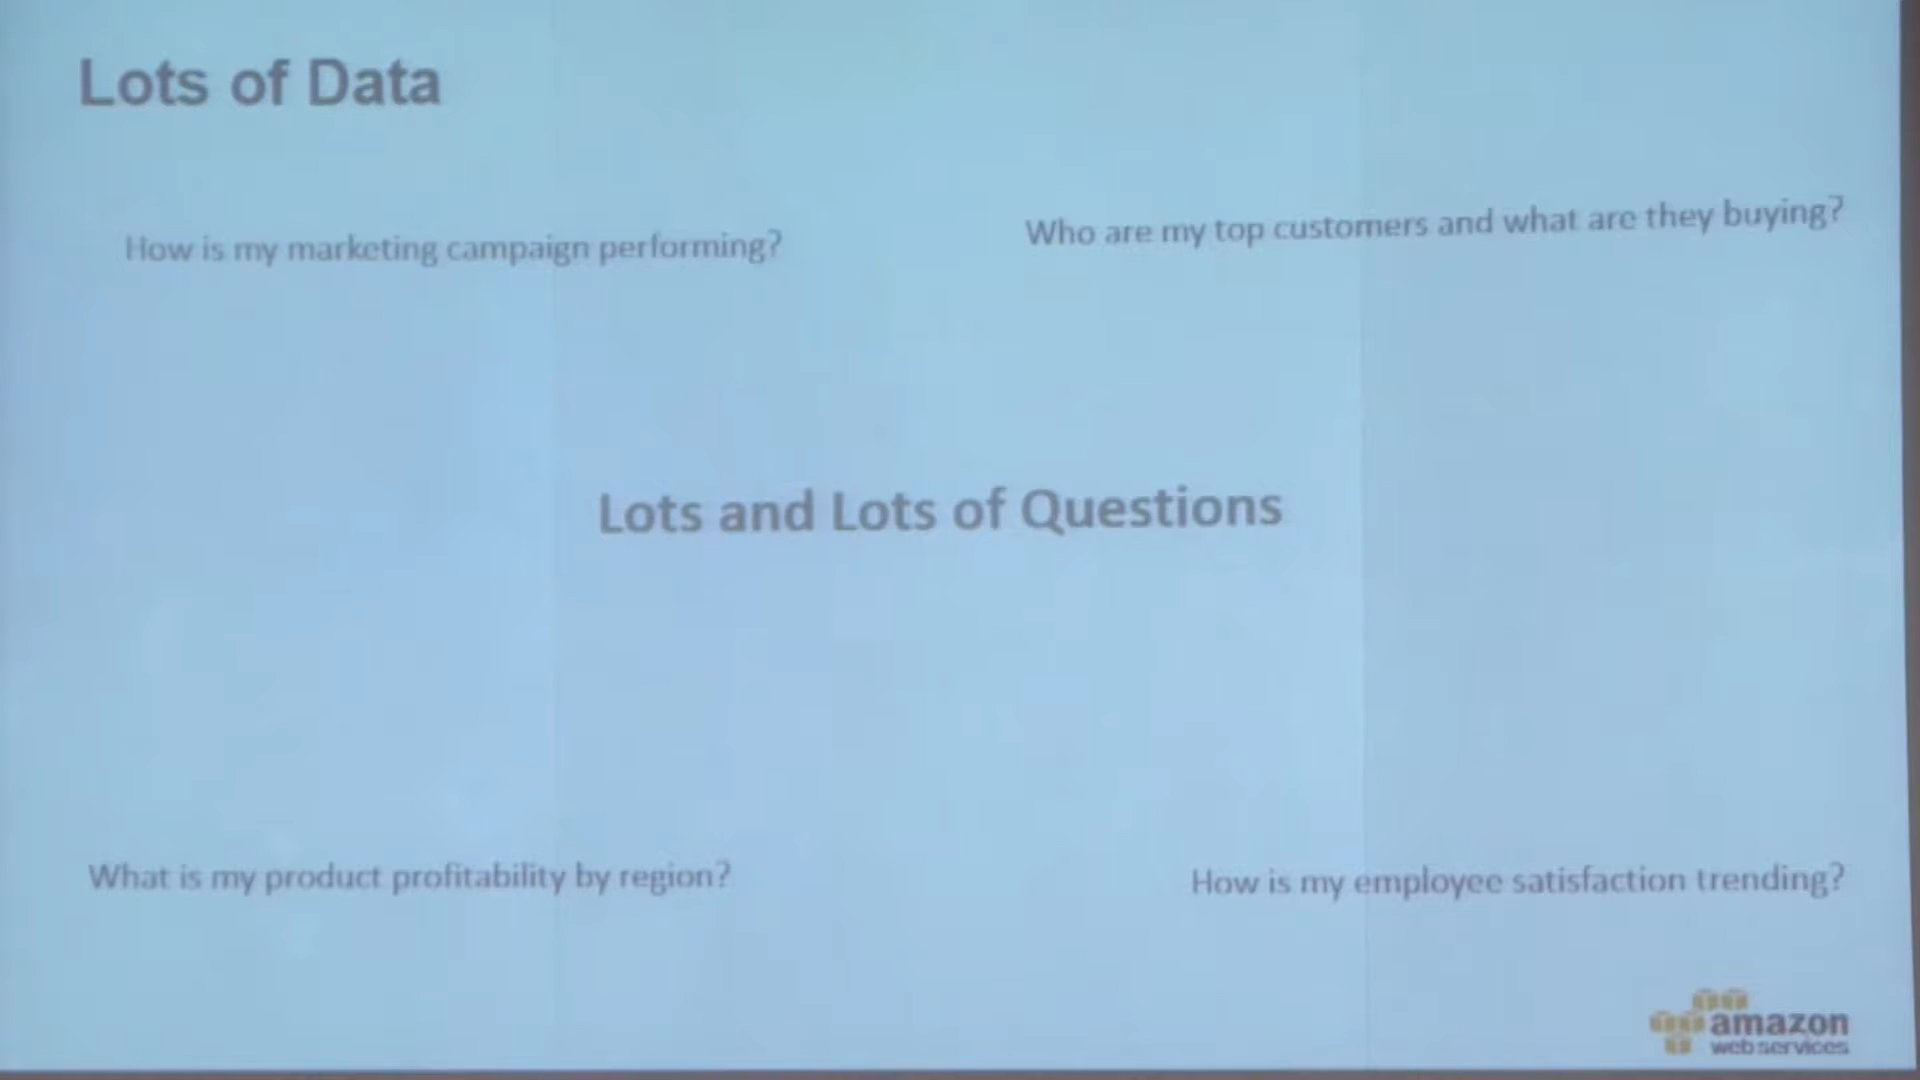 Lots of Data
How is my marketing campaign performing?
Who are my top customers and what are they buying?
Lots and Lots of Questions
What is my product profitability by region?
How is my employee satisfaction trending?
amazon
web services